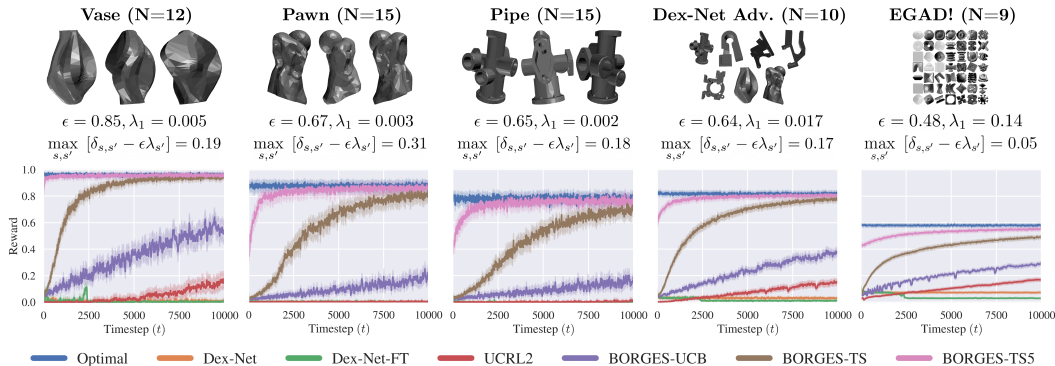 Vase (N=12) Pawn (N=15) Pipe (N=15) Dex-Net Adv. (N=10) EGAD! (N=9)
ϵ = 0.85, λ₁ = 0.005 ϵ = 0.67, λ₁ = 0.003 ϵ = 0.65, λ₁ = 0.002 ϵ = 0.64, λ₁ = 0.017 ϵ = 0.48, λ₁ = 0.14
max [δs,s′ − ϵλs′] = 0.19 max [δs,s′ − ϵλs′] = 0.31 max [δs,s′ − ϵλs′] = 0.18 max [δs,s′ − ϵλs′] = 0.17 max [δs,s′ − ϵλs′] = 0.05
s,s′ s,s′ s,s′ s,s′ s,s′
1.0
0.8
0.6
0.4
0.2
0.0
Reward
0 2500 5000 7500 10000 0 2500 5000 7500 10000 0 2500 5000 7500 10000 0 2500 5000 7500 10000 0 2500 5000 7500 10000
Timestep (t) Timestep (t) Timestep (t) Timestep (t) Timestep (t)
Optimal Dex-Net Dex-Net-FT UCRL2 BORGES-UCB BORGES-TS BORGES-TS5